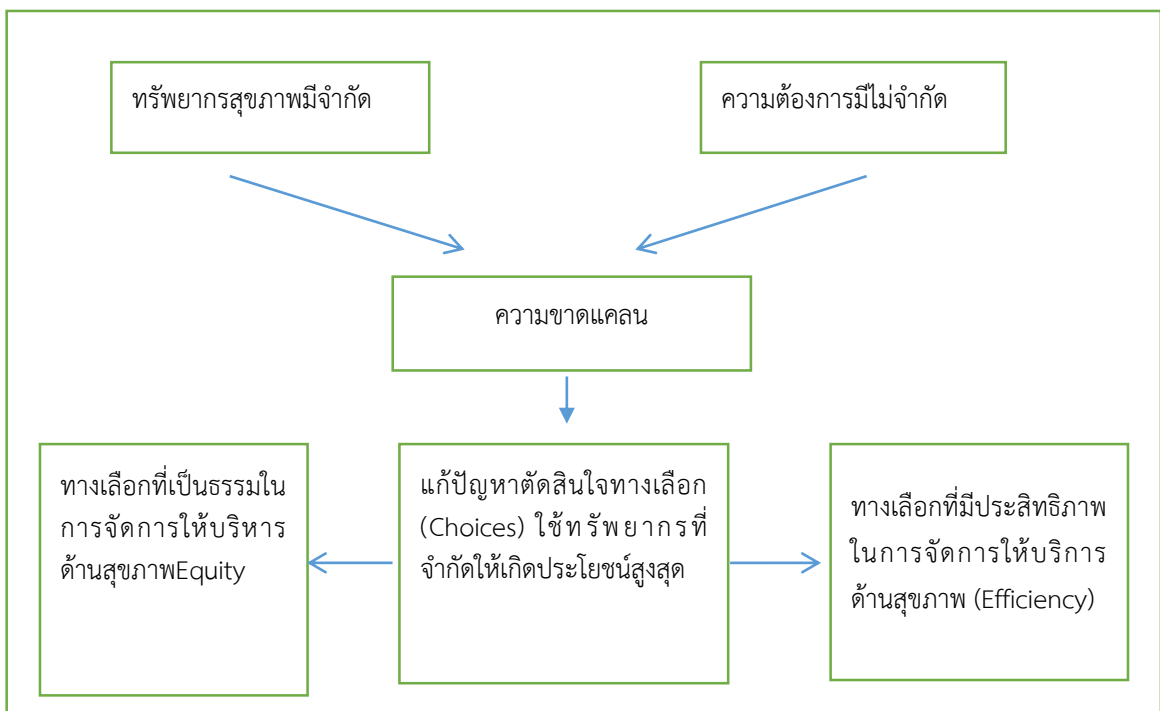 ทรัพยากรสุขภาพมีจำกัด
ความต้องการมีไม่จำกัด
ความขาดแคลน
ทางเลือกที่เป็นธรรมใน
การจัดการให้บริหาร
ด้านสุขภาพEquity
แก้ปัญหาตัดสินใจทางเลือก
(Choices) ใช้ทรัพยากรที่
จำกัดให้เกิดประโยชน์สูงสุด
ทางเลือกที่มีประสิทธิภาพ
ในการจัดการให้บริการ
ด้านสุขภาพ (Efficiency)